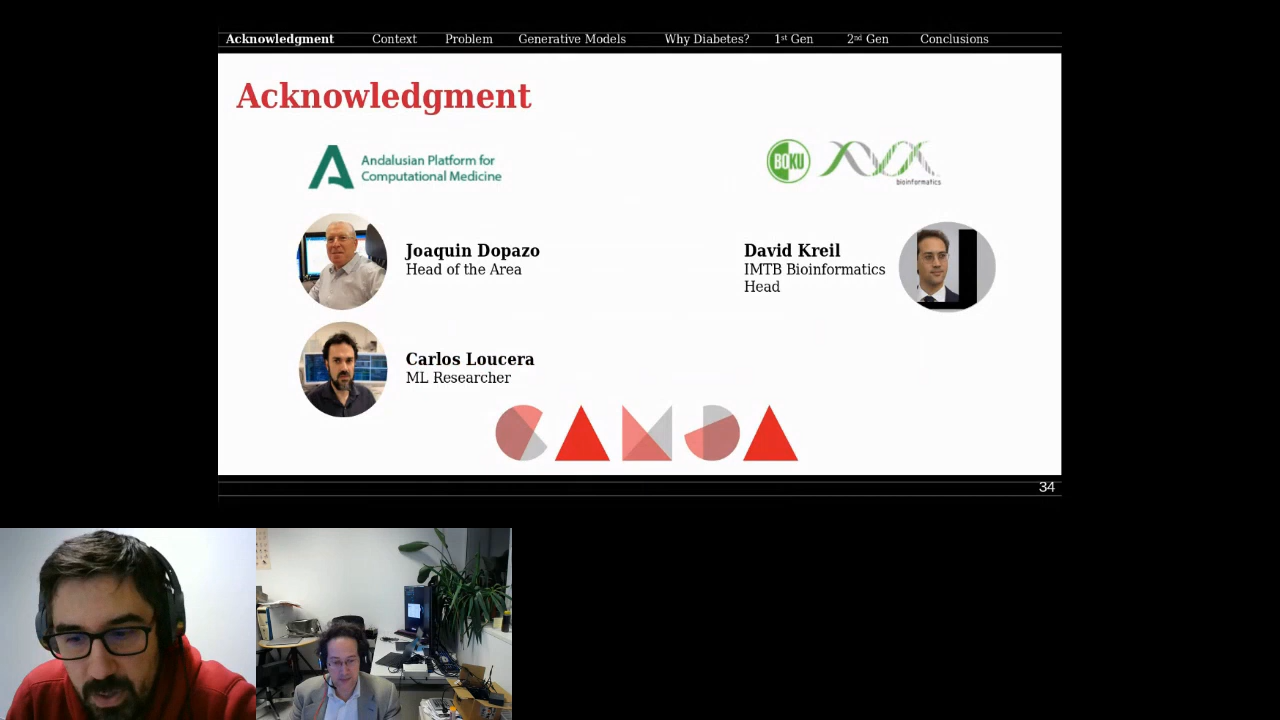 Acknowledgment Context Problem Generative Models Why Diabetes? 1st Gen 2nd Gen Conclusions
Acknowledgment
Andalusian Platform for
Computational Medicine
BOKU
bioinformatics
Joaquin Dopazo
Head of the Area
David Kreil
IMTB Bioinformatics
Head
Carlos Loucera
ML Researcher
CAMDA
34